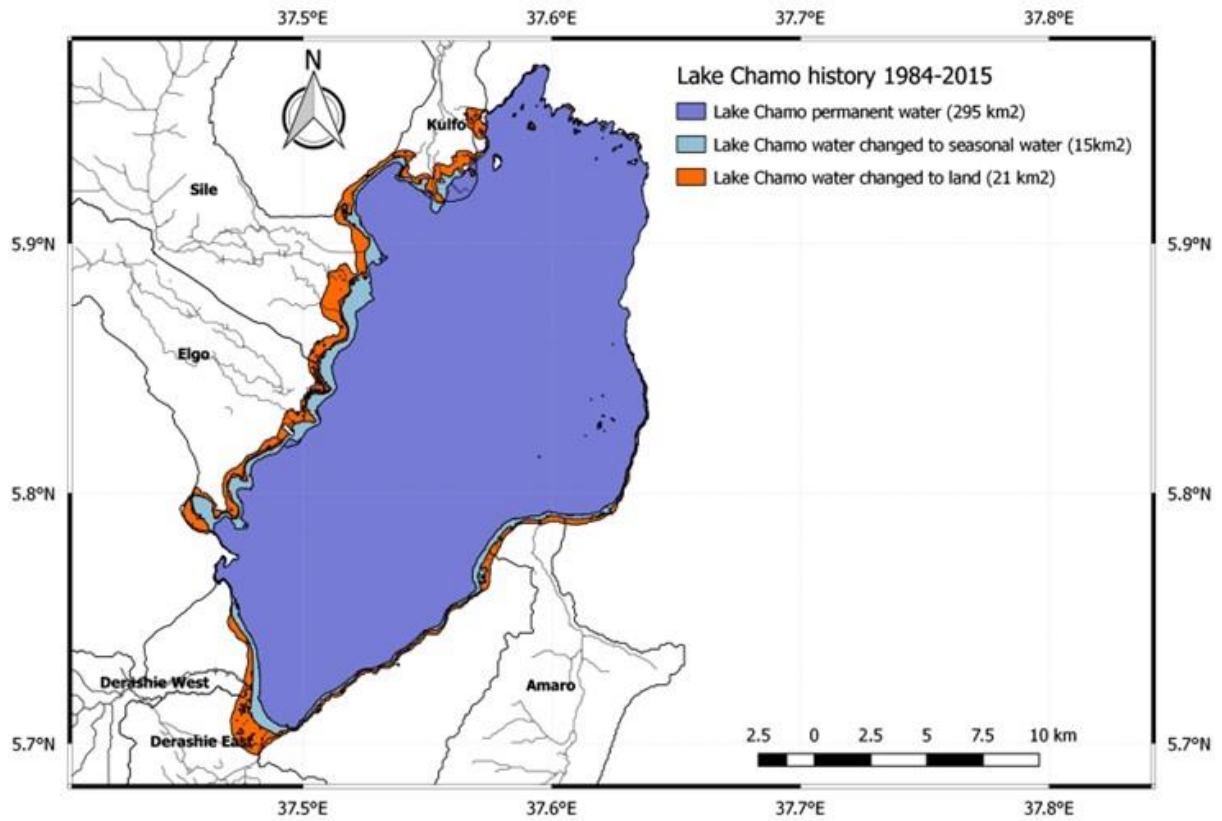 37.5°E 37.6°E 37.7°E 37.8°E
N
Lake Chamo history 1984-2015
Lake Chamo permanent water (295 km2)
Lake Chamo water changed to seasonal water (15km2)
Lake Chamo water changed to land (21 km2)
Kulfo
Sile
5.9°N 5.9°N
Elgo
5.8°N 5.8°N
Derashie West
Amaro
Derashie East
5.7°N 5.7°N
2.5 0 2.5 5 7.5 10 km
37.5°E 37.6°E 37.7°E 37.8°E